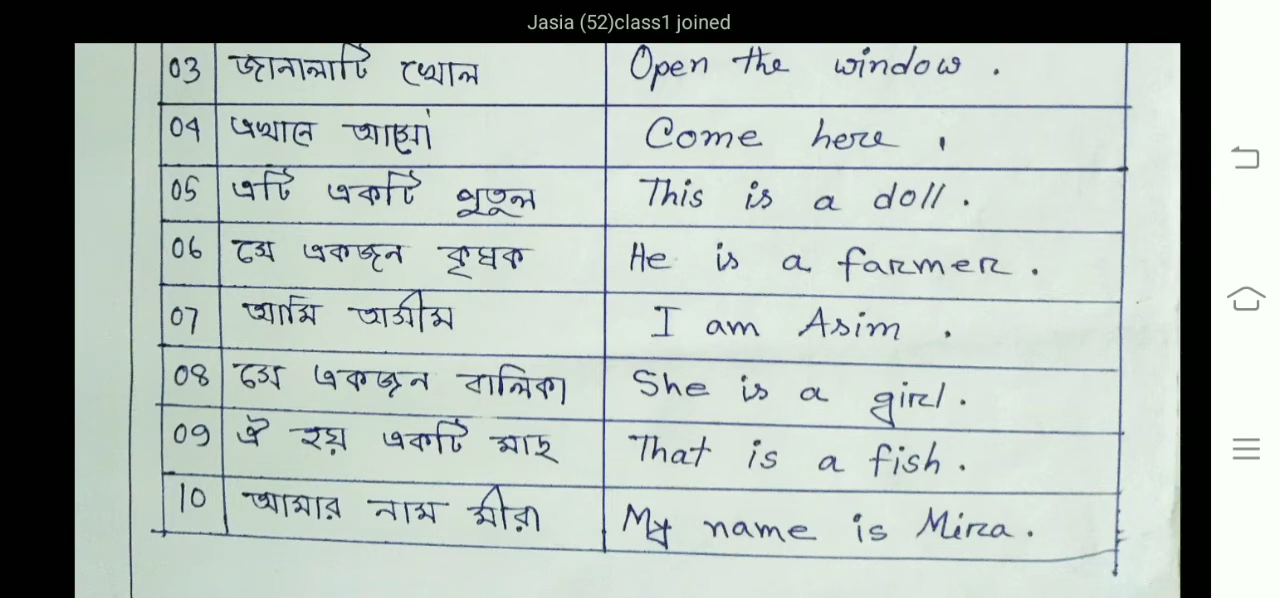 Jasia (52)class1 joined
03 জানালাটি খোল Open the window .
04 এখানে আসো Come here .
05 এটি একটি পুতুল This is a doll .
06 সে একজন কৃষক He is a farmer .
07 আমি অসীম I am Asim .
08 সে একজন বালিকা She is a girl .
09 ঐ হয় একটি মাছ That is a fish .
10 আমার নাম মীরা My name is Mira .